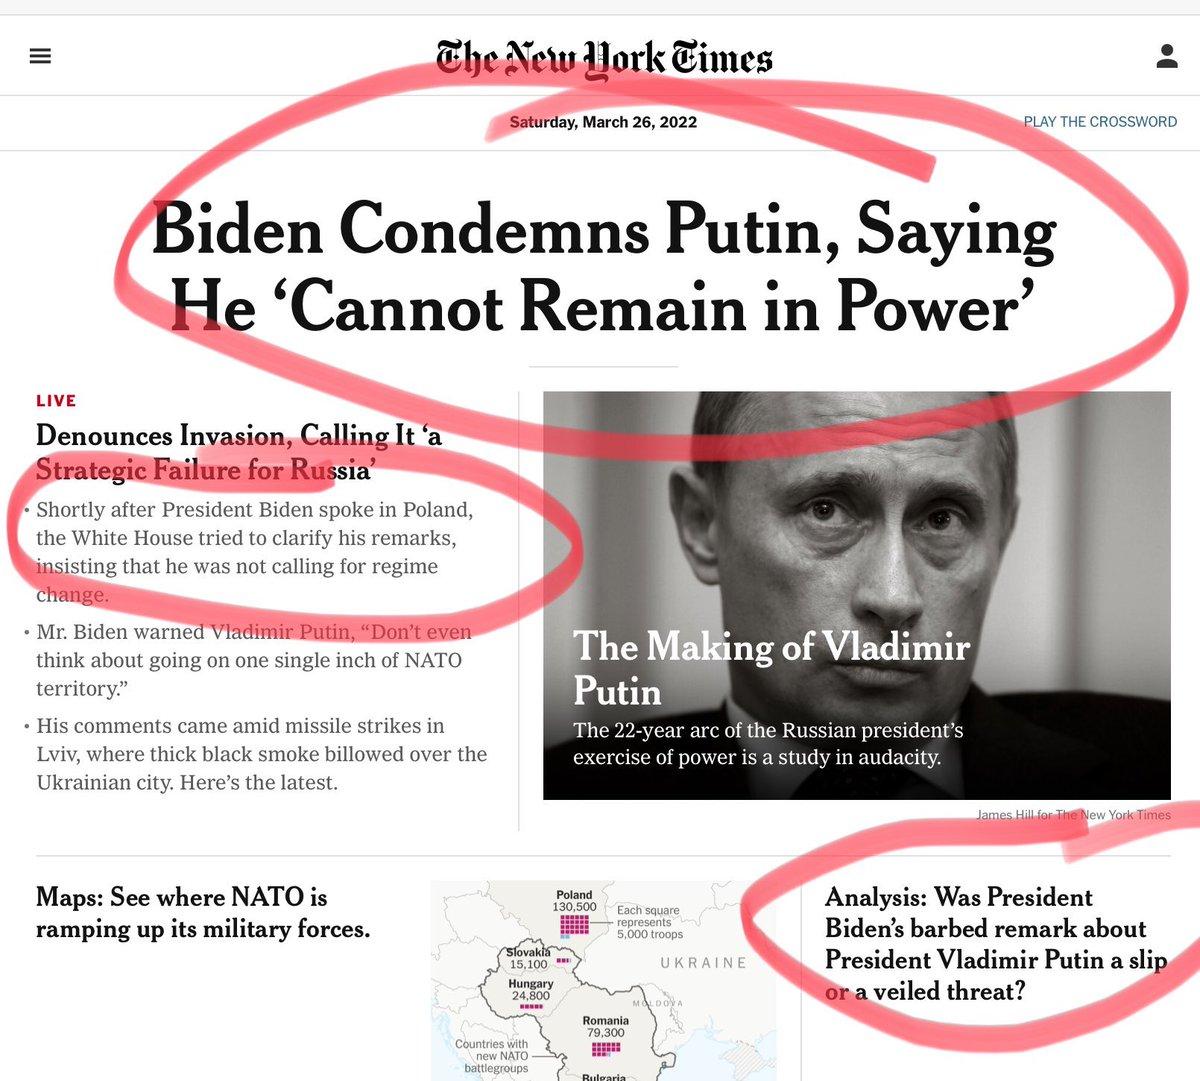 The New York Times
Saturday, March 26, 2022
PLAY THE CROSSWORD
Biden Condemns Putin, Saying
He ‘Cannot Remain in Power’
LIVE
Denounces Invasion, Calling It ‘a
Strategic Failure for Russia’
• Shortly after President Biden spoke in Poland,
the White House tried to clarify his remarks,
insisting that he was not calling for regime
change.
• Mr. Biden warned Vladimir Putin, “Don’t even
think about going on one single inch of NATO
territory.”
• His comments came amid missile strikes in
Lviv, where thick black smoke billowed over the
Ukrainian city. Here’s the latest.
The Making of Vladimir
Putin
The 22-year arc of the Russian president’s
exercise of power is a study in audacity.
James Hill for The New York Times
Maps: See where NATO is
ramping up its military forces.
Poland
130,500
Each square
represents
5,000 troops
Slovakia
15,100
UKRAINE
Hungary
24,800
MOLDOVA
Romania
79,300
Countries with
new NATO
battlegroups
Bulgaria
Analysis: Was President
Biden’s barbed remark about
President Vladimir Putin a slip
or a veiled threat?